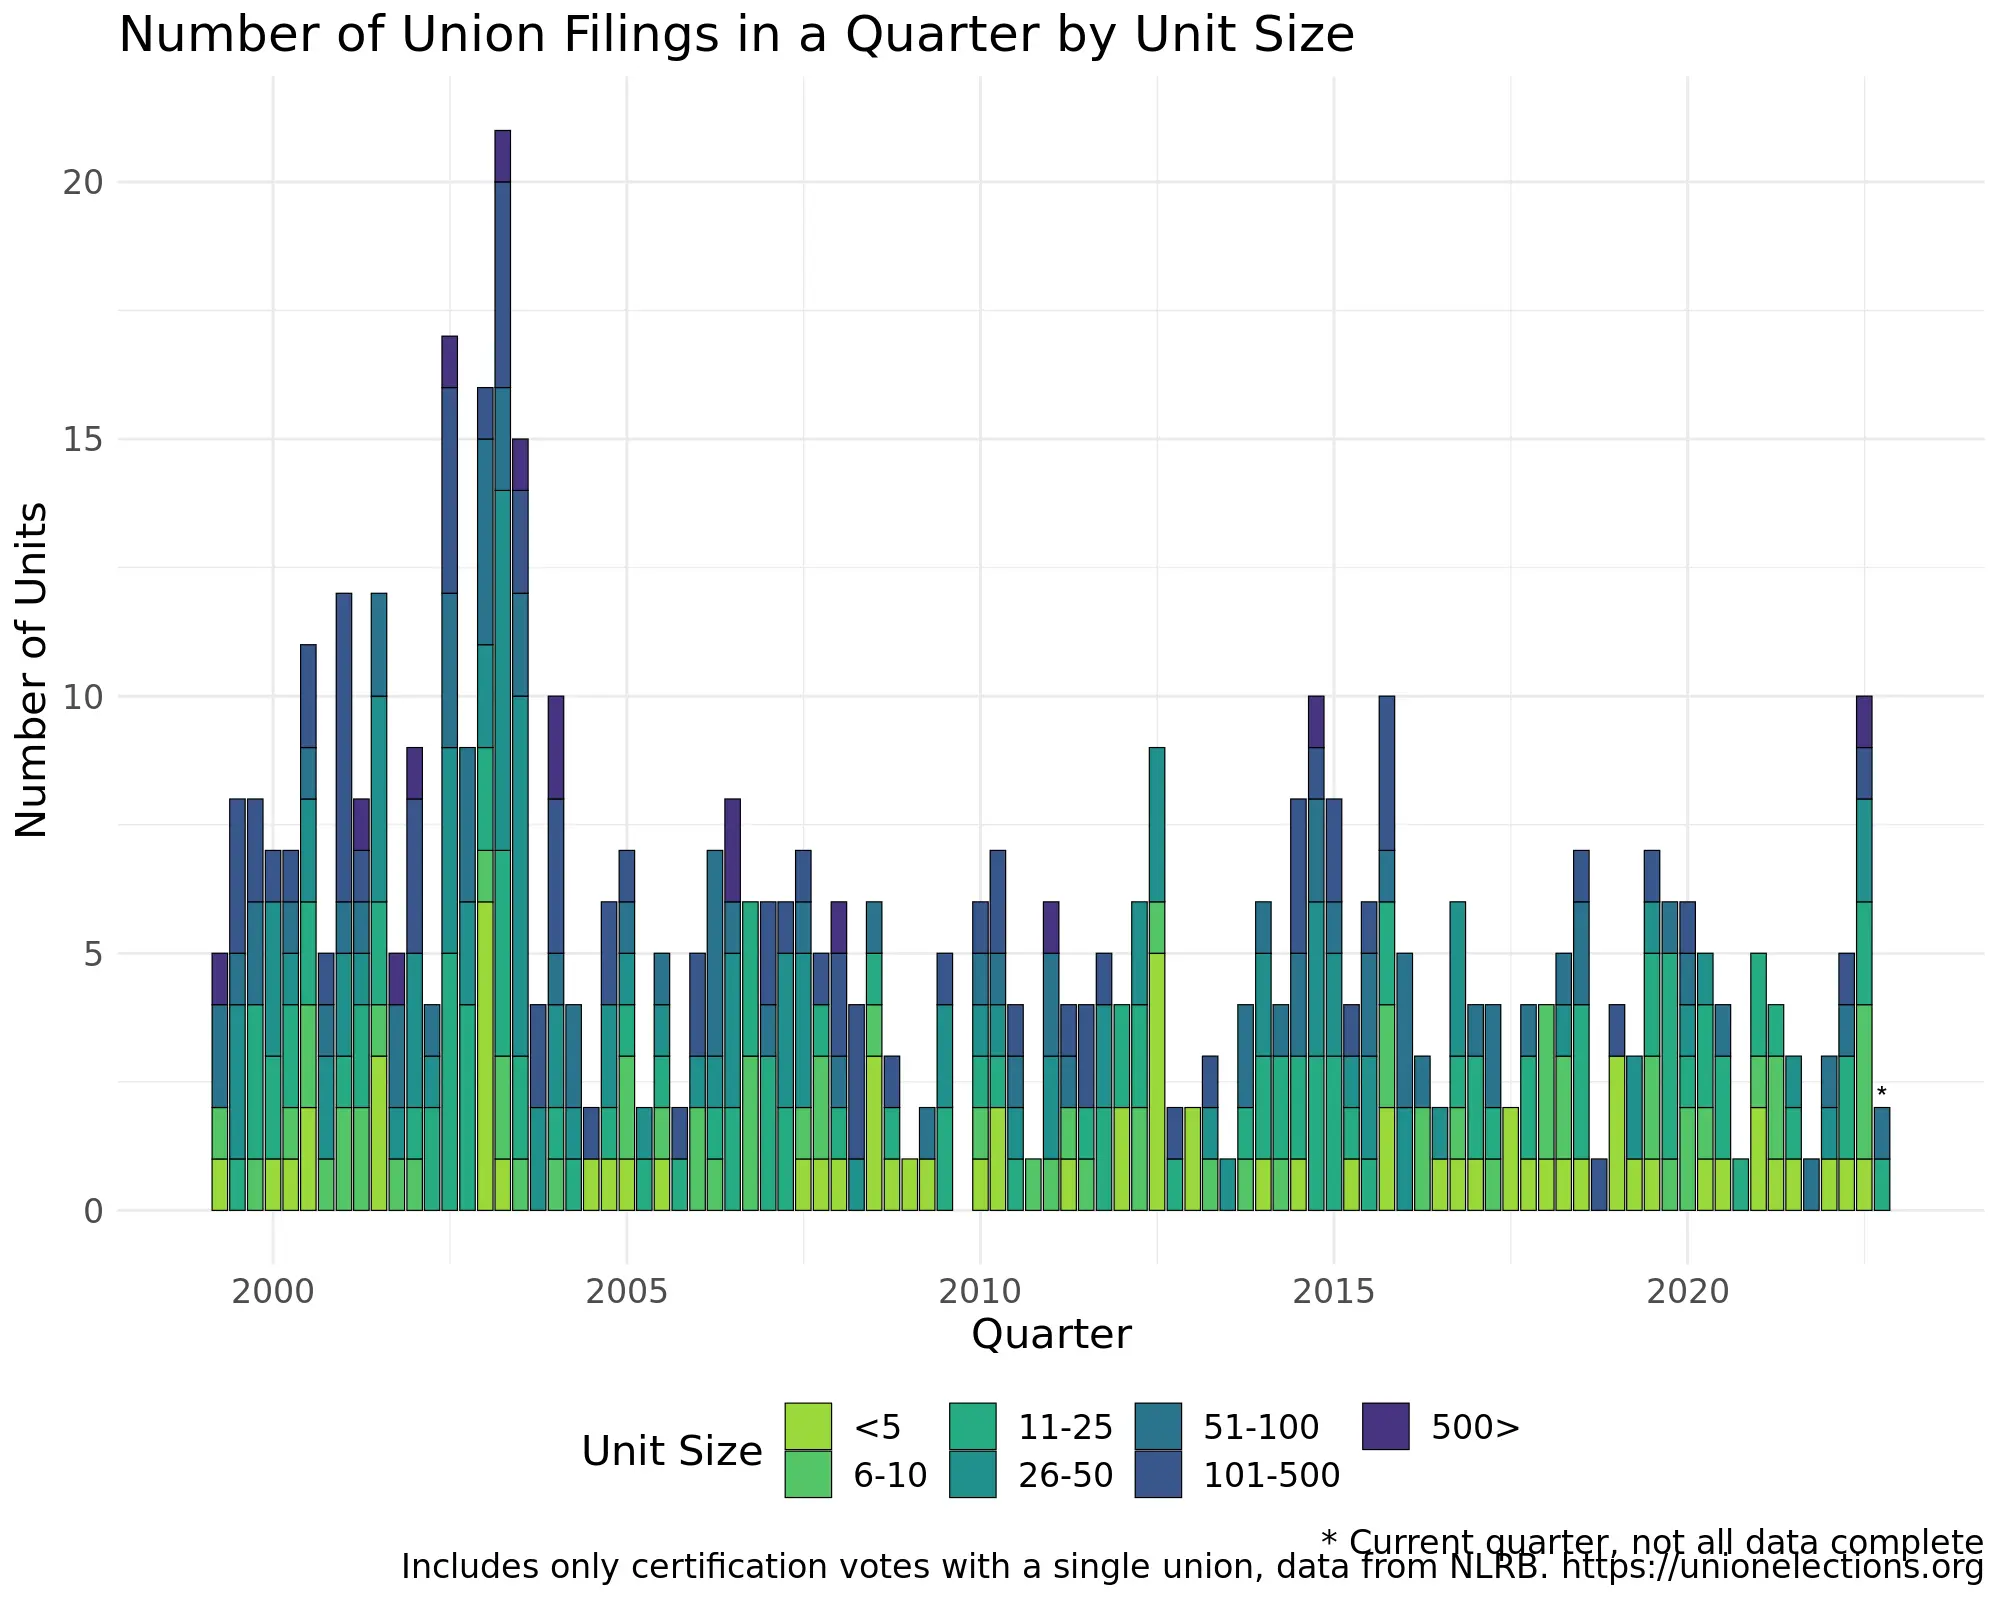 Number of Union Filings in a Quarter by Unit Size
20
15
10
5
0
Number of Units
*
2000 2005 2010 2015 2020
Quarter
Unit Size
<5 11-25 51-100 500>
6-10 26-50 101-500
* Current quarter, not all data complete
Includes only certification votes with a single union, data from NLRB. https://unionelections.org